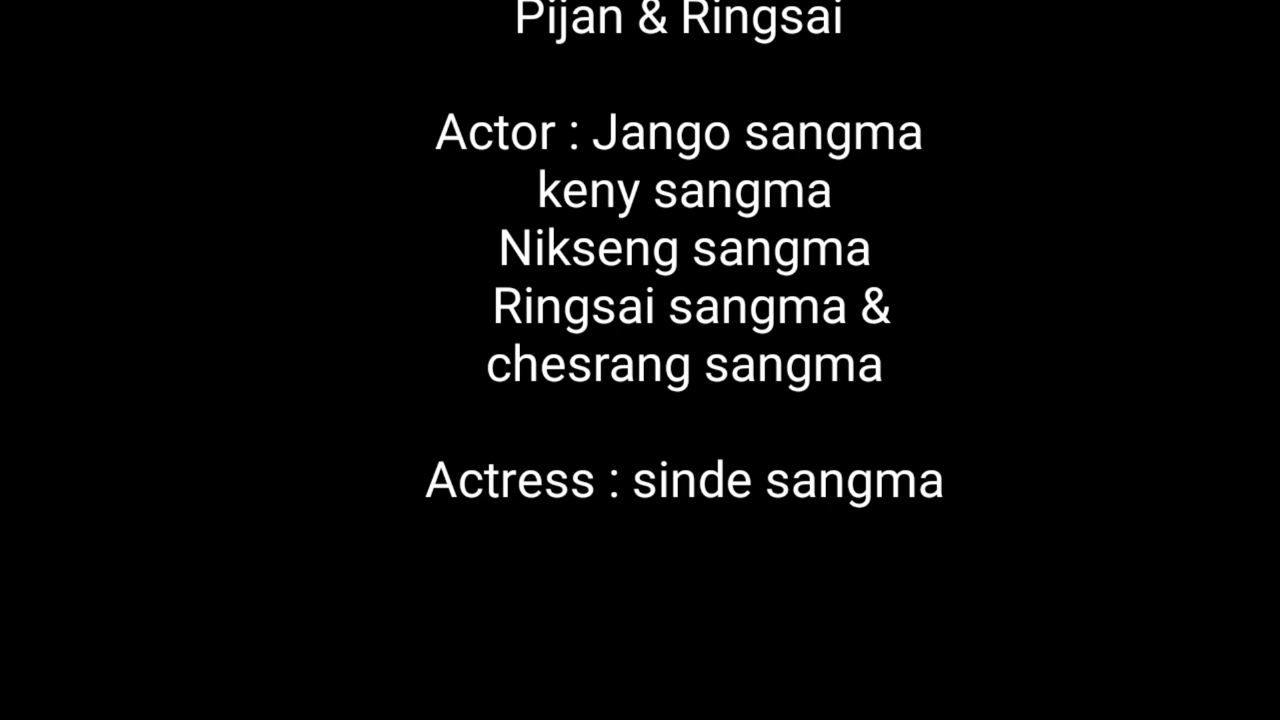 Pijan & Ringsai
Actor : Jango sangma
keny sangma
Nikseng sangma
Ringsai sangma &
chesrang sangma
Actress : sinde sangma